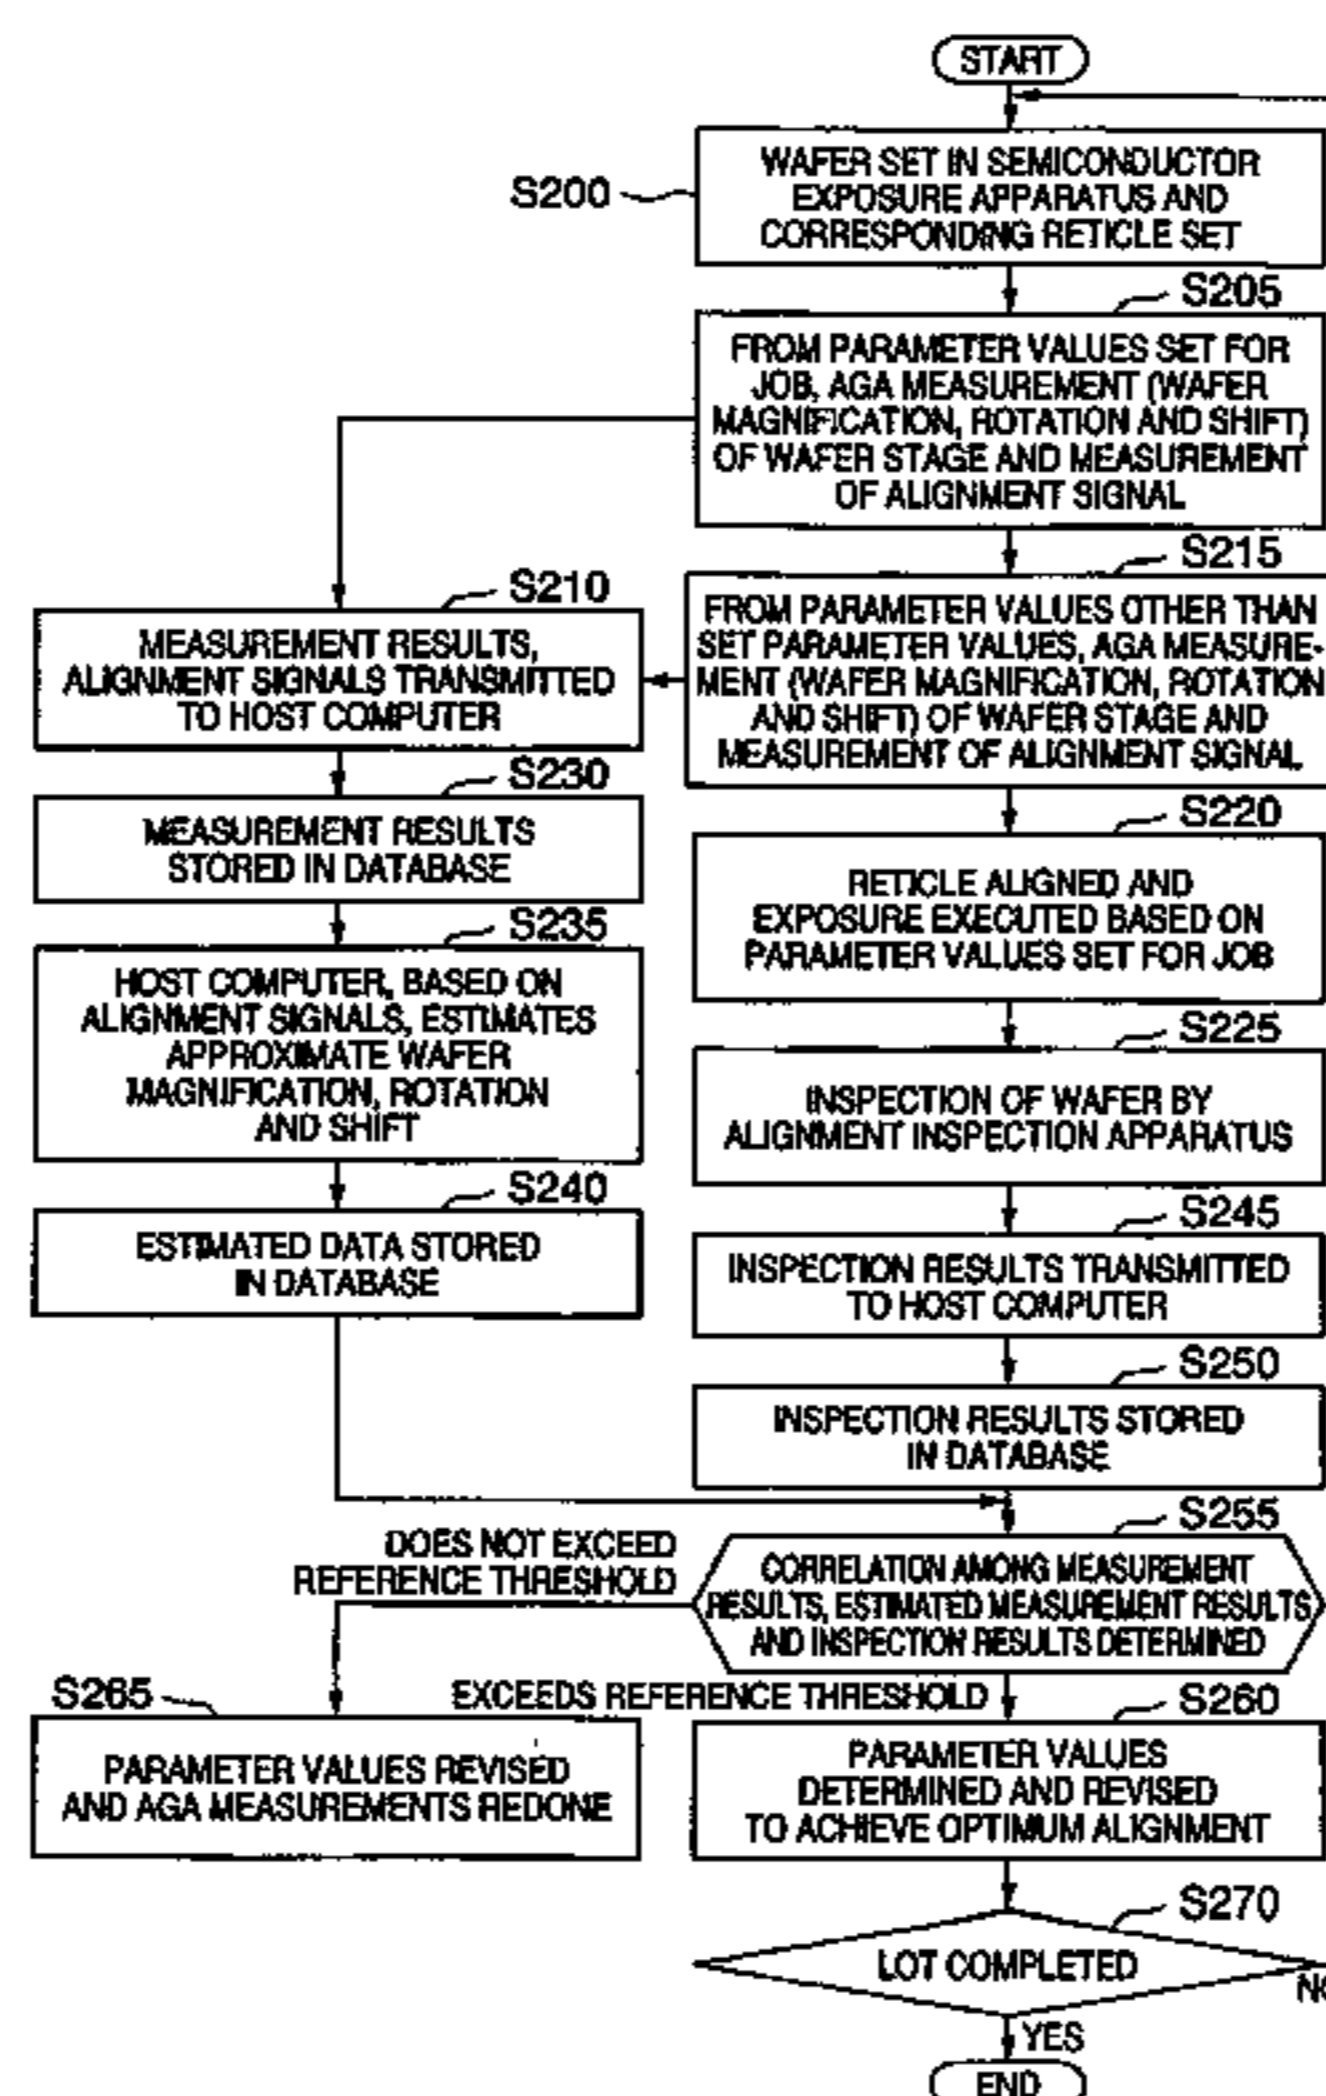 START
S200
WAFER SET IN SEMICONDUCTOR
EXPOSURE APPARATUS AND
CORRESPONDING RETICLE SET
S205
FROM PARAMETER VALUES SET FOR
JOB, AGA MEASUREMENT (WAFER
MAGNIFICATION, ROTATION AND SHIFT)
OF WAFER STAGE AND MEASUREMENT
OF ALIGNMENT SIGNAL
S215
FROM PARAMETER VALUES OTHER THAN
SET PARAMETER VALUES, AGA MEASURE-
MENT (WAFER MAGNIFICATION, ROTATION
AND SHIFT) OF WAFER STAGE AND
MEASUREMENT OF ALIGNMENT SIGNAL
S210
MEASUREMENT RESULTS,
ALIGNMENT SIGNALS TRANSMITTED
TO HOST COMPUTER
S230
MEASUREMENT RESULTS
STORED IN DATABASE
S220
RETICLE ALIGNED AND
EXPOSURE EXECUTED BASED ON
PARAMETER VALUES SET FOR JOB
S235
HOST COMPUTER, BASED ON
ALIGNMENT SIGNALS, ESTIMATES
APPROXIMATE WAFER
MAGNIFICATION, ROTATION
AND SHIFT
S225
INSPECTION OF WAFER BY
ALIGNMENT INSPECTION APPARATUS
S240
ESTIMATED DATA STORED
IN DATABASE
S245
INSPECTION RESULTS TRANSMITTED
TO HOST COMPUTER
S250
INSPECTION RESULTS STORED
IN DATABASE
S255
CORRELATION AMONG MEASUREMENT
RESULTS, ESTIMATED MEASUREMENT RESULTS
AND INSPECTION RESULTS DETERMINED
DOES NOT EXCEED
REFERENCE THRESHOLD
S265
PARAMETER VALUES REVISED
AND AGA MEASUREMENTS REDONE
EXCEEDS REFERENCE THRESHOLD
S260
PARAMETER VALUES
DETERMINED AND REVISED
TO ACHIEVE OPTIMUM ALIGNMENT
S270
LOT COMPLETED
NO
YES
END